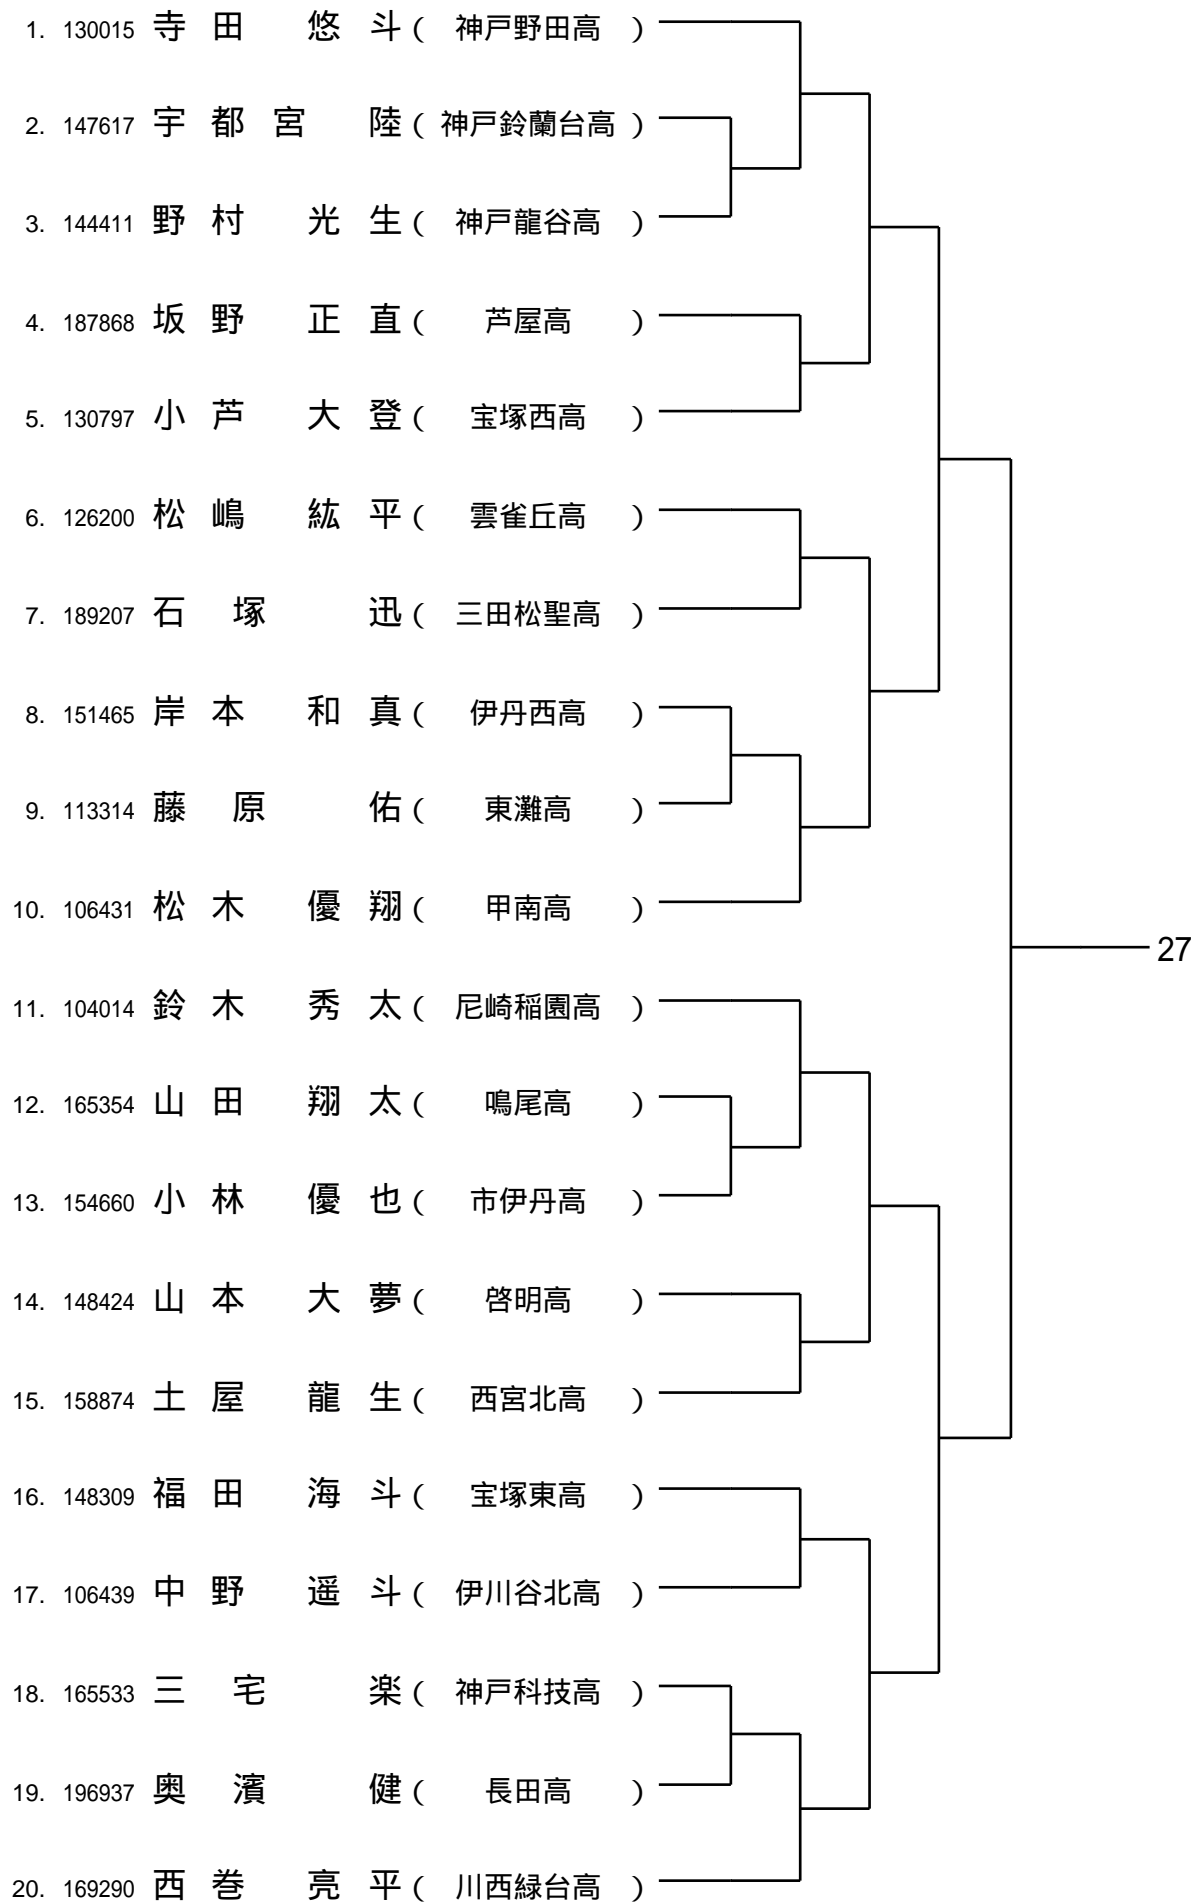 1. 130015 寺田 悠斗 ( 神戸野田高 )
2. 147617 宇都宮 陸 ( 神戸鈴蘭台高 )
3. 144411 野村 光生 ( 神戸龍谷高 )
4. 187868 坂野 正直 ( 芦屋高 )
5. 130797 小芦 大登 ( 宝塚西高 )
6. 126200 松嶋 紘平 ( 雲雀丘高 )
7. 189207 石塚 迅 ( 三田松聖高 )
8. 151465 岸本 和真 ( 伊丹西高 )
9. 113314 藤原 佑 ( 東灘高 )
10. 106431 松木 優翔 ( 甲南高 )
27
11. 104014 鈴木 秀太 ( 尼崎稲園高 )
12. 165354 山田 翔太 ( 鳴尾高 )
13. 154660 小林 優也 ( 市伊丹高 )
14. 148424 山本 大夢 ( 啓明高 )
15. 158874 土屋 龍生 ( 西宮北高 )
16. 148309 福田 海斗 ( 宝塚東高 )
17. 106439 中野 遥斗 ( 伊川谷北高 )
18. 165533 三宅 楽 ( 神戸科技高 )
19. 196937 奥濱 健 ( 長田高 )
20. 169290 西巻 亮平 ( 川西緑台高 )